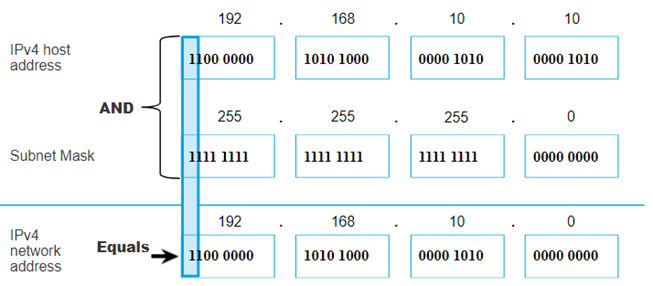 192 . 168 . 10 . 10
IPv4 host
address
1100 0000 1010 1000 0000 1010 0000 1010
AND
255 . 255 . 255 . 0
Subnet Mask
1111 1111 1111 1111 1111 1111 0000 0000
192 . 168 . 10 . 0
IPv4
network
address
Equals
1100 0000 1010 1000 0000 1010 0000 0000